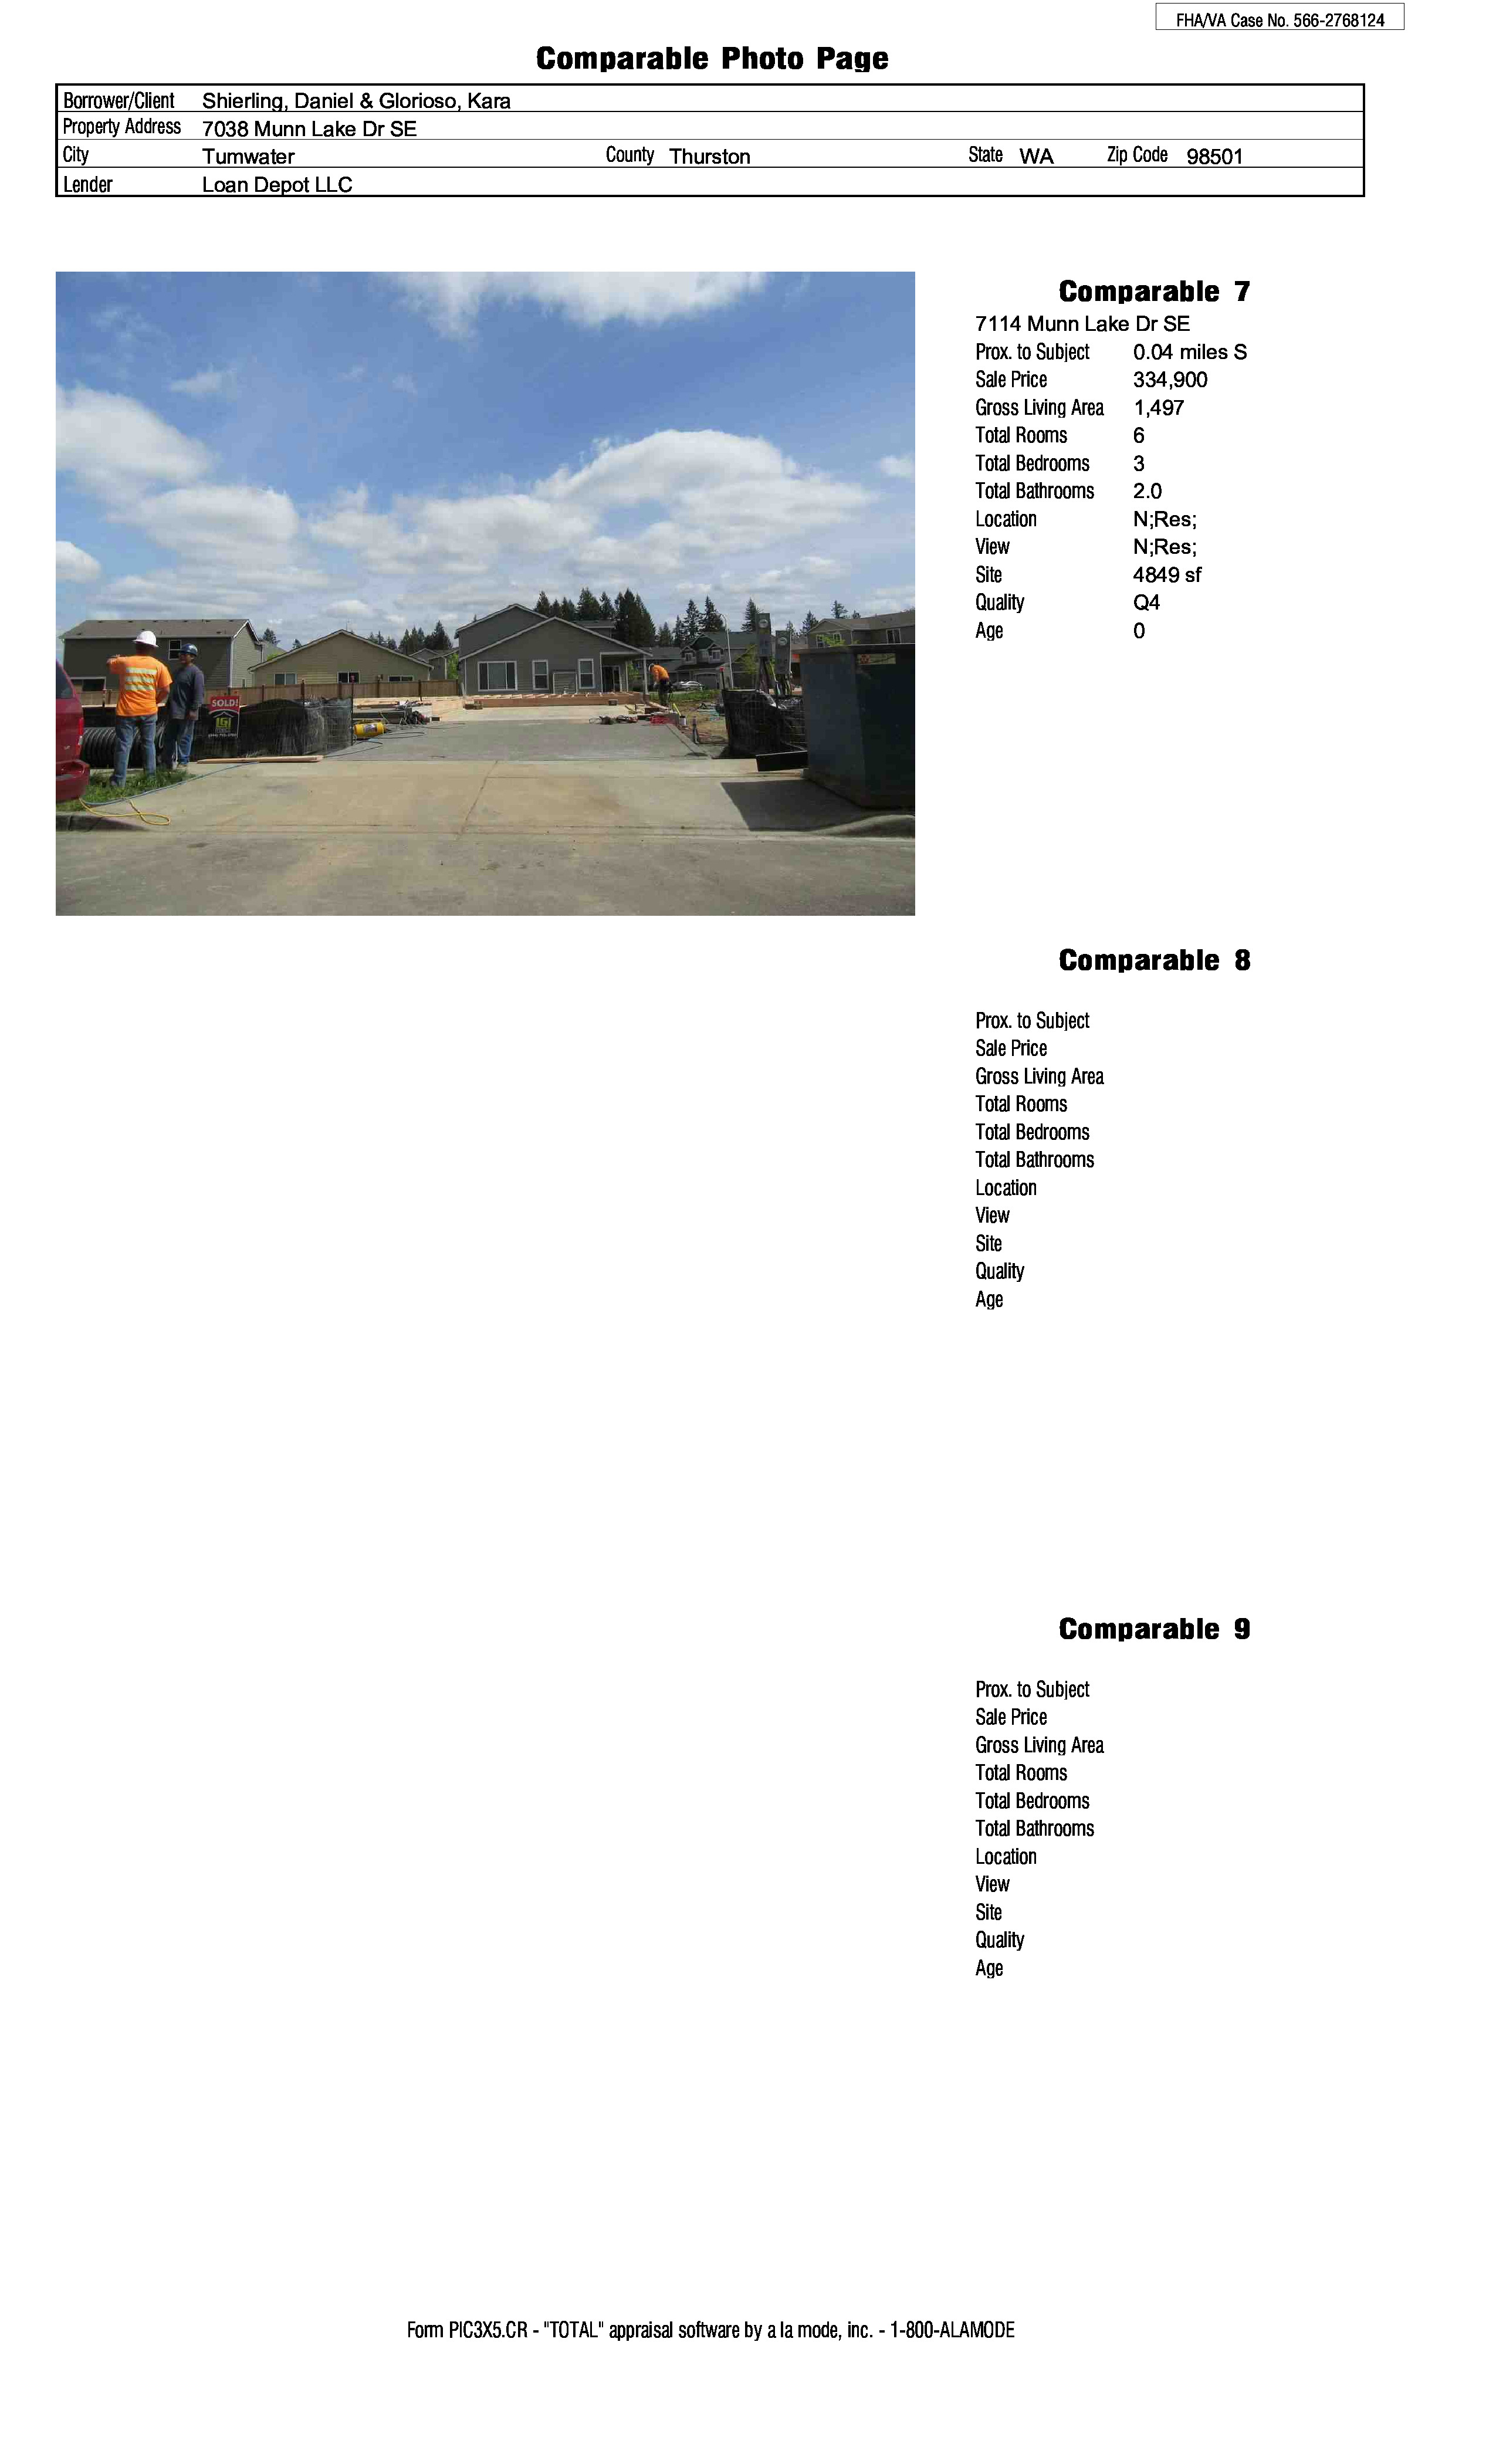 FHA/VA Case No. 566-2768124
Comparable Photo Page
Borrower/Client Shierling, Daniel & Glorioso, Kara
Property Address 7038 Munn Lake Dr SE
City Tumwater County Thurston State WA Zip Code 98501
Lender Loan Depot LLC
Comparable 7
7114 Munn Lake Dr SE
Prox. to Subject 0.04 miles S
Sale Price 334,900
Gross Living Area 1,497
Total Rooms 6
Total Bedrooms 3
Total Bathrooms 2.0
Location N;Res;
View N;Res;
Site 4849 sf
Quality Q4
Age 0
SOLD!
LGI
Comparable 8
Prox. to Subject
Sale Price
Gross Living Area
Total Rooms
Total Bedrooms
Total Bathrooms
Location
View
Site
Quality
Age
Comparable 9
Prox. to Subject
Sale Price
Gross Living Area
Total Rooms
Total Bedrooms
Total Bathrooms
Location
View
Site
Quality
Age
Form PIC3X5.CR - "TOTAL" appraisal software by a la mode, inc. - 1-800-ALAMODE